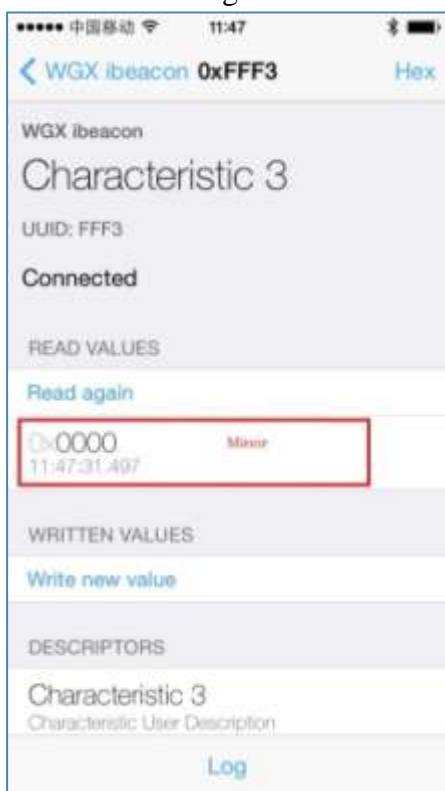 中国移动 11:47
WGX ibeacon 0xFFF3 Hex
WGX ibeacon
Characteristic 3
UUID: FFF3
Connected
READ VALUES
Read again
0x0000 Minor
11:47:31.497
WRITTEN VALUES
Write new value
DESCRIPTORS
Characteristic 3
Characteristic User Description
Log